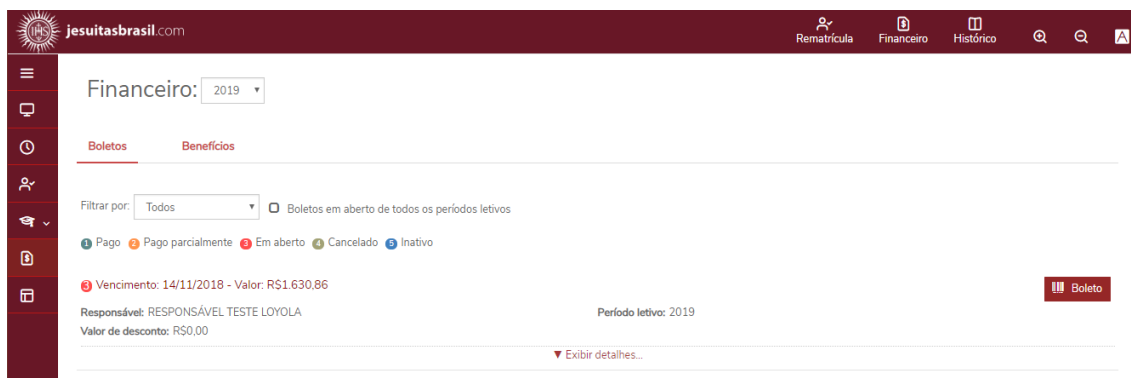 IHS
jesuitasbrasil.com
Rematrícula
Financeiro
Histórico
A
Financeiro: 2019
Boletos Benefícios
Filtrar por: Todos Boletos em aberto de todos os períodos letivos
1 Pago 2 Pago parcialmente 3 Em aberto 4 Cancelado 5 Inativo
3 Vencimento: 14/11/2018 - Valor: R$1.630,86
Boleto
Responsável: RESPONSÁVEL TESTE LOYOLA Período letivo: 2019
Valor de desconto: R$0,00
▼ Exibir detalhes...